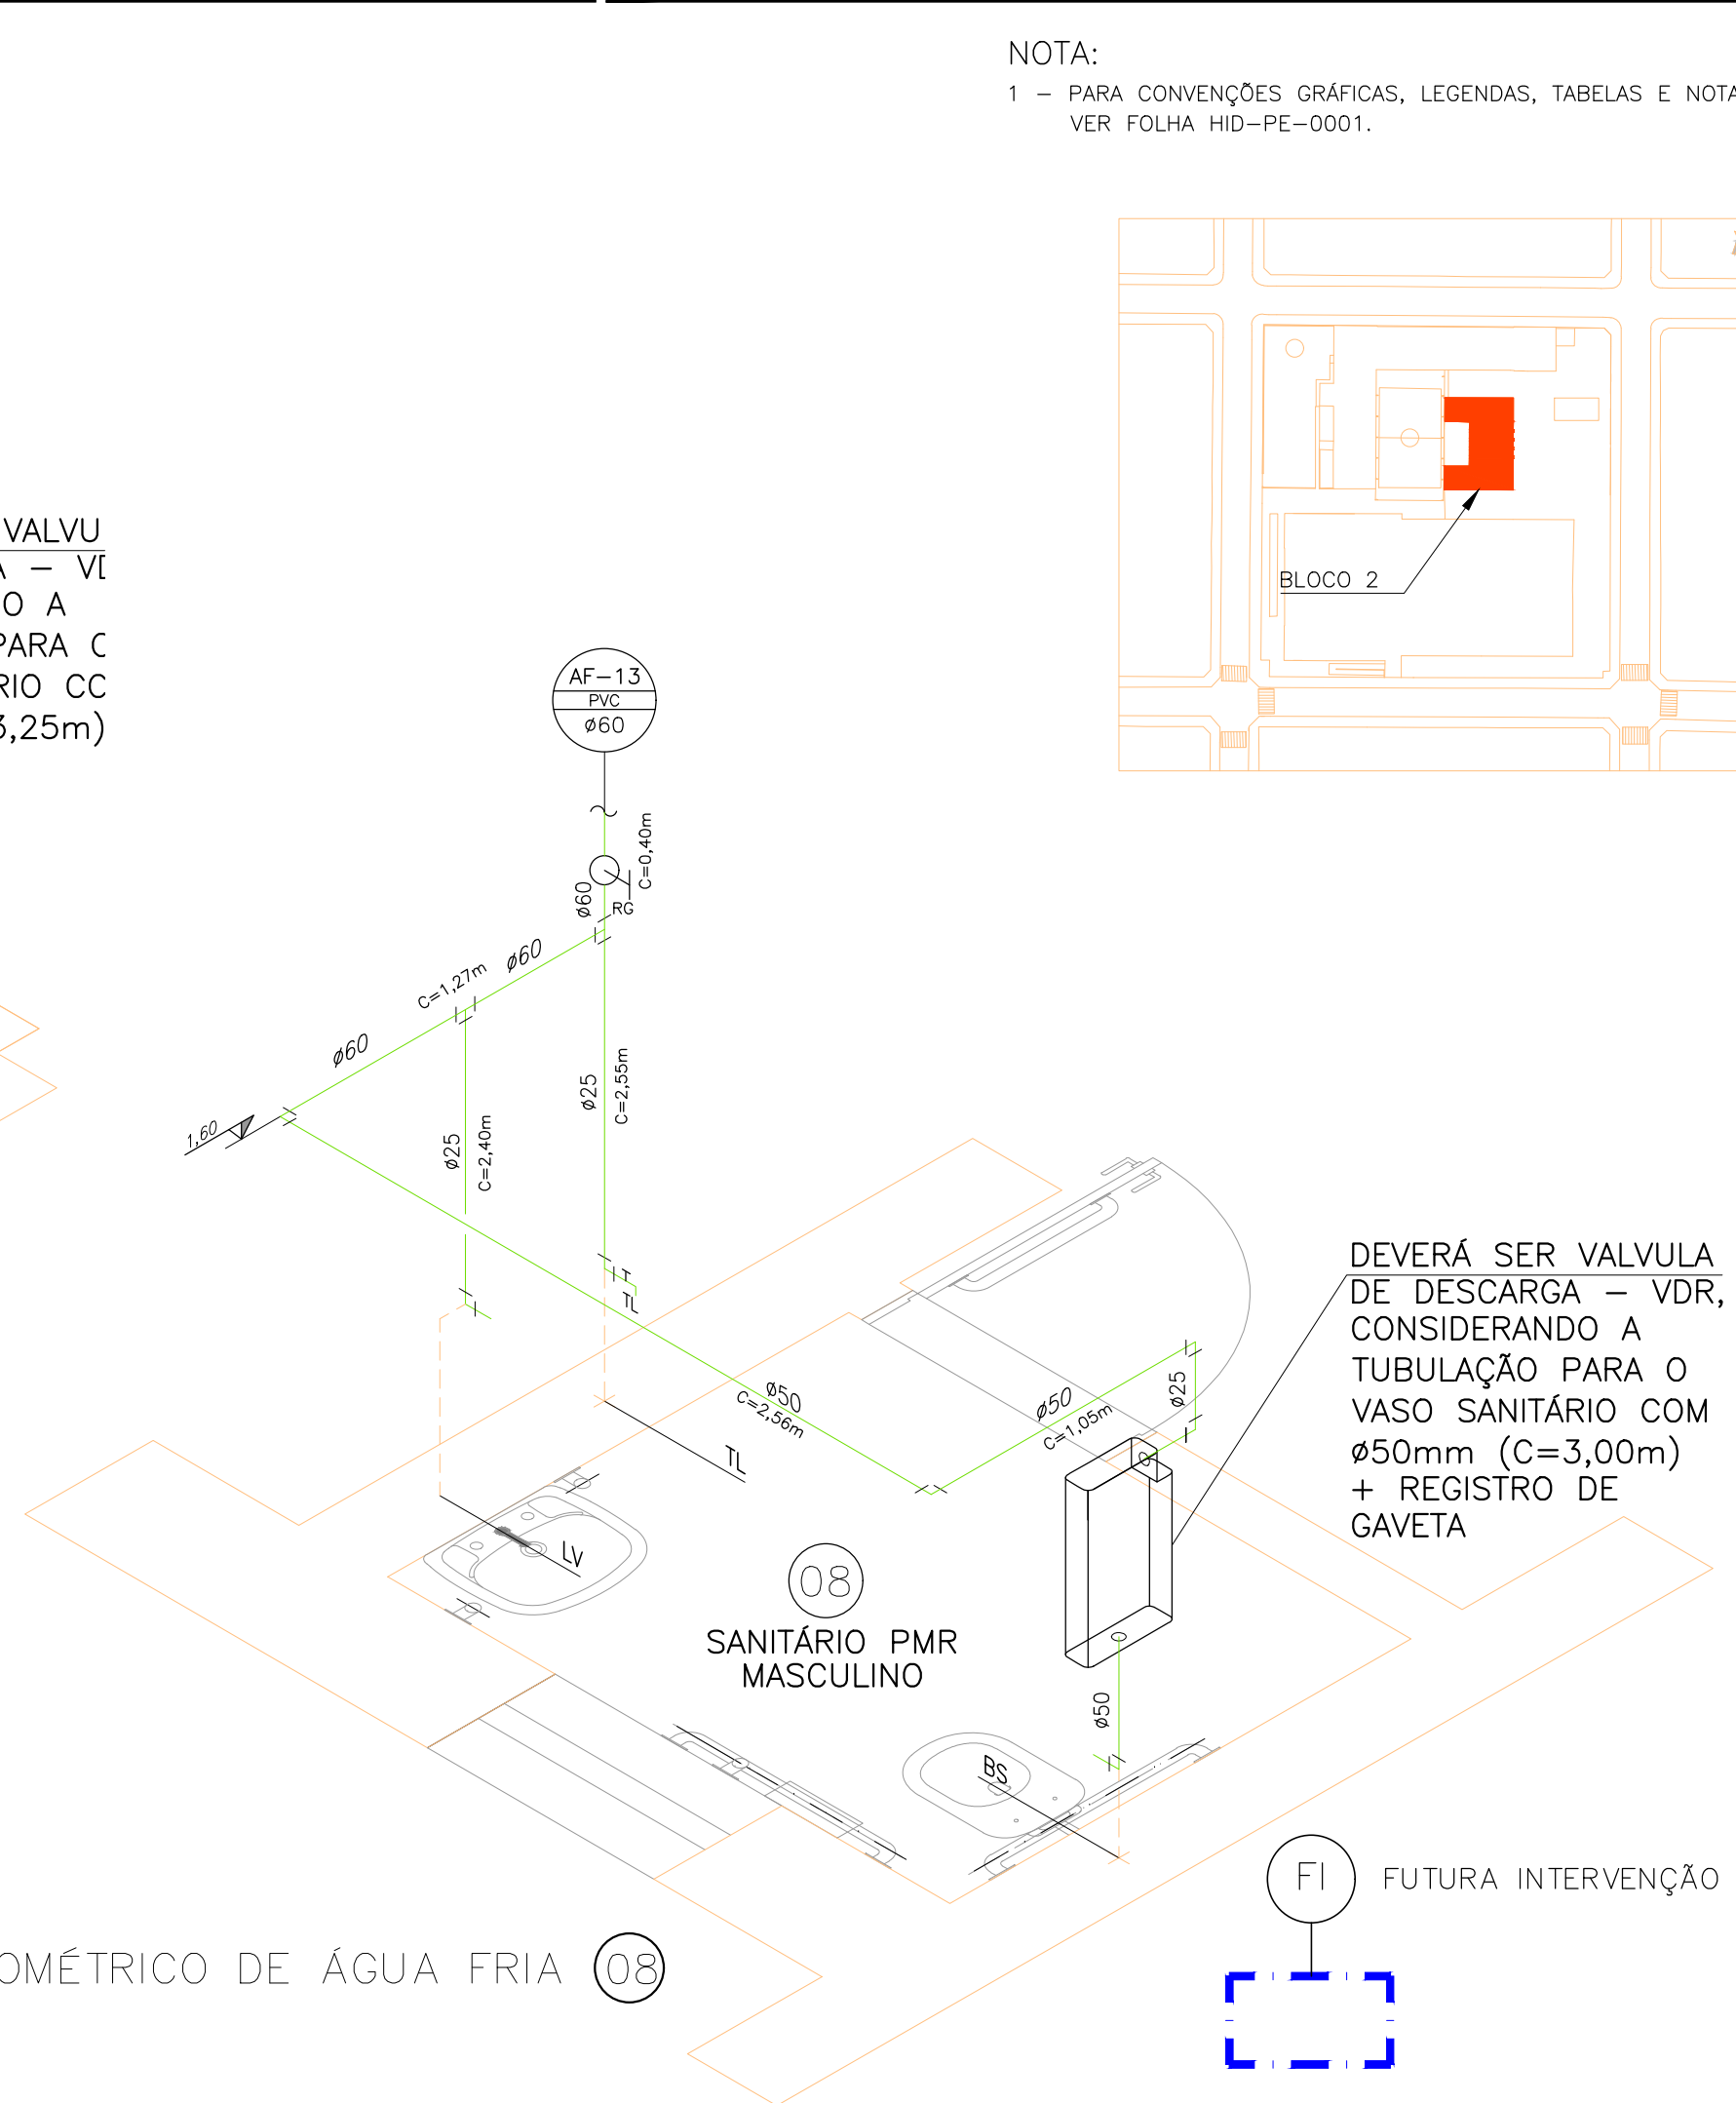 NOTA:
1 – PARA CONVENÇÕES GRÁFICAS, LEGENDAS, TABELAS E NOTA
VER FOLHA HID–PE–0001.
BLOCO 2
VALVU
A – VD
O A
PARA O
RIO CO
3,25m)
AF–13
PVC
ø60
C=0,40m
ø60
RG
ø60
C=1,27m
ø60
1,60
ø25
C=2,40m
ø25
C=2,55m
T
TL
TL
ø50
C=2,56m
ø50
C=1,05m
ø25
DEVERÁ SER VALVULA
DE DESCARGA – VDR,
CONSIDERANDO A
TUBULAÇÃO PARA O
VASO SANITÁRIO COM
ø50mm (C=3,00m)
+ REGISTRO DE
GAVETA
LV
08
SANITÁRIO PMR
MASCULINO
ø50
BS
FI
FUTURA INTERVENÇÃO
OMÉTRICO DE ÁGUA FRIA 08